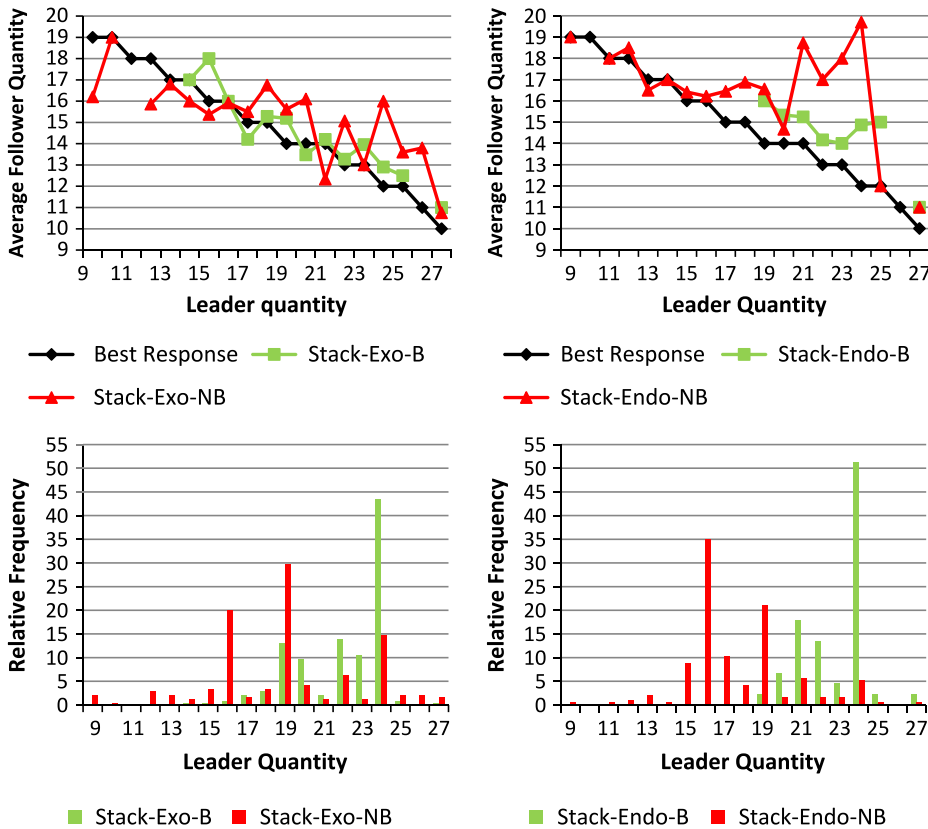 20
19
18
17
16
15
14
13
12
11
10
9
Average Follower Quantity
9 11 13 15 17 19 21 23 25 27
Leader quantity
Best Response Stack-Exo-B
Stack-Exo-NB
20
19
18
17
16
15
14
13
12
11
10
9
Average Follower Quantity
9 11 13 15 17 19 21 23 25 27
Leader Quantity
Best Response Stack-Endo-B
Stack-Endo-NB
55
50
45
40
35
30
25
20
15
10
5
0
Relative Frequency
9 11 13 15 17 19 21 23 25 27
Leader Quantity
Stack-Exo-B Stack-Exo-NB
55
50
45
40
35
30
25
20
15
10
5
0
Relative Frequency
9 11 13 15 17 19 21 23 25 27
Leader Quantity
Stack-Endo-B Stack-Endo-NB